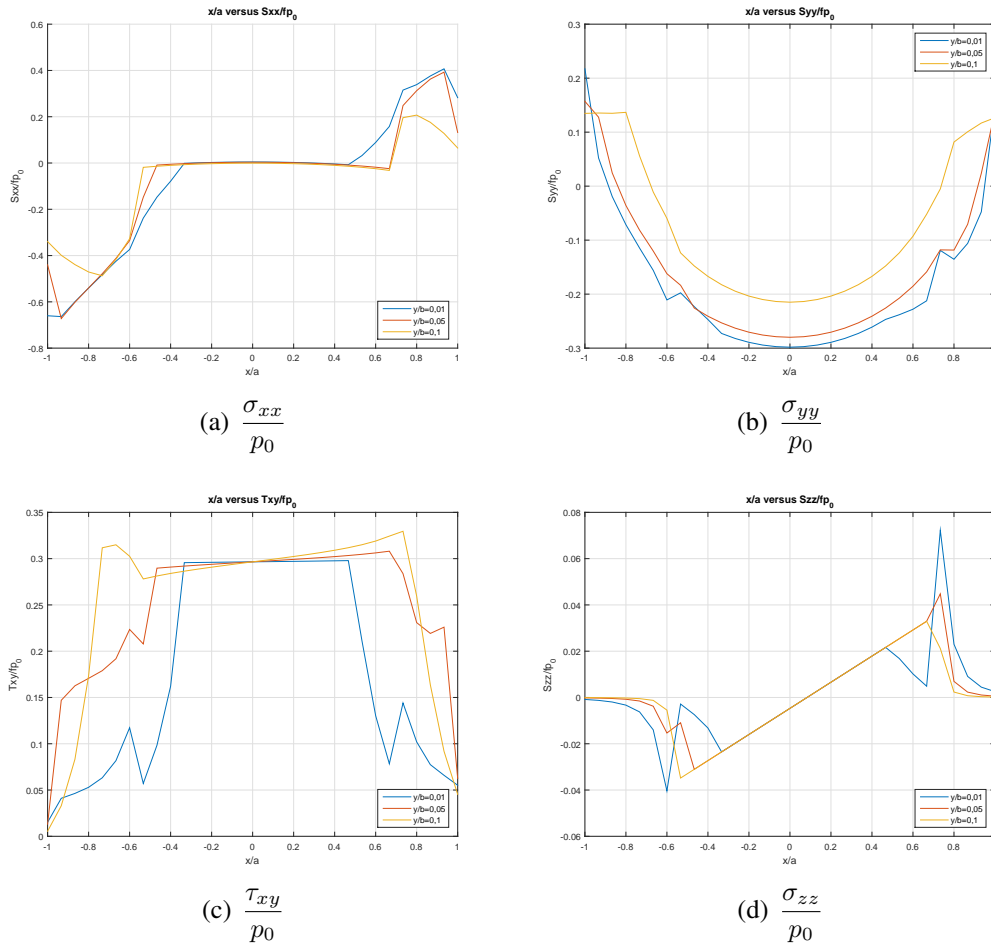 x/a versus Sxx/fp0
0.6
0.4
0.2
0
-0.2
-0.4
-0.6
-0.8
Sxx/fp0
y/b=0,01
y/b=0,05
y/b=0,1
-1 -0.8 -0.6 -0.4 -0.2 0 0.2 0.4 0.6 0.8 1
x/a
(a) σxx/p0
x/a versus Syy/fp0
0.3
0.2
0.1
0
-0.1
-0.2
-0.3
Syy/fp0
y/b=0,01
y/b=0,05
y/b=0,1
-1 -0.8 -0.6 -0.4 -0.2 0 0.2 0.4 0.6 0.8
x/a
(b) σyy/p0
x/a versus Txy/fp0
0.35
0.3
0.25
0.2
0.15
0.1
0.05
0
Txy/fp0
y/b=0,01
y/b=0,05
y/b=0,1
-1 -0.8 -0.6 -0.4 -0.2 0 0.2 0.4 0.6 0.8 1
x/a
(c) τxy/p0
x/a versus Szz/fp0
0.08
0.06
0.04
0.02
0
-0.02
-0.04
-0.06
Szz/fp0
y/b=0,01
y/b=0,05
y/b=0,1
-1 -0.8 -0.6 -0.4 -0.2 0 0.2 0.4 0.6 0.8
x/a
(d) σzz/p0